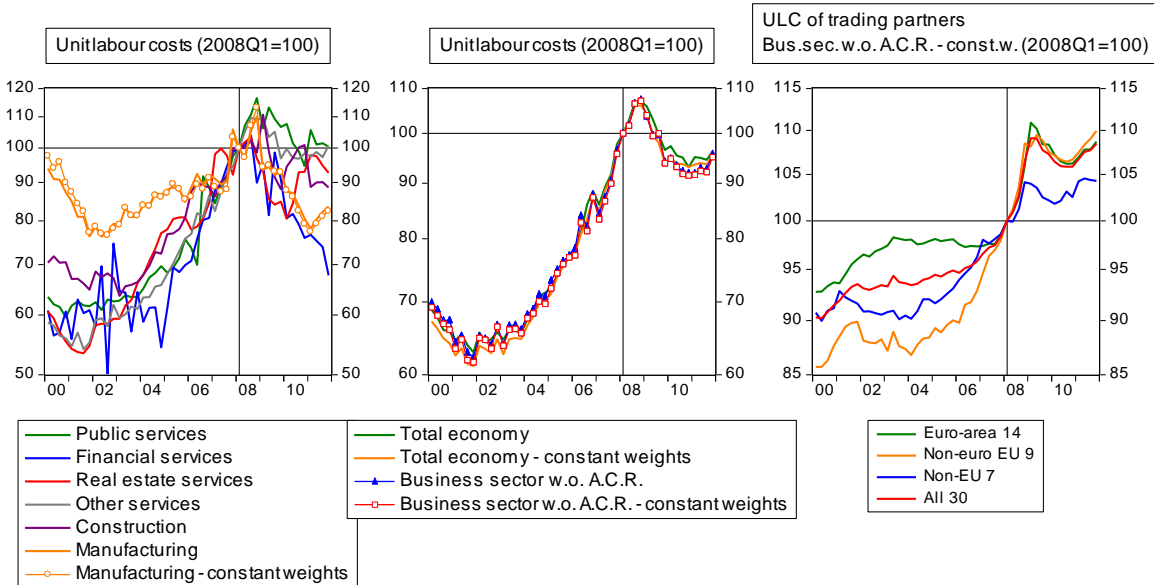 Unit labour costs (2008Q1=100)
120 120
110 110
100 100
90 90
80 80
70 70
60 60
50 50
00 02 04 06 08 10
Public services
Financial services
Real estate services
Other services
Construction
Manufacturing
Manufacturing - constant weights
Unit labour costs (2008Q1=100)
110 110
100 100
90 90
80 80
70 70
60 60
00 02 04 06 08 10
Total economy
Total economy - constant weights
Business sector w.o. A.C.R.
Business sector w.o. A.C.R. - constant weights
ULC of trading partners
Bus.sec.w.o. A.C.R. - const.w. (2008Q1=100)
115 115
110 110
105 105
100 100
95 95
90 90
85 85
00 02 04 06 08 10
Euro-area 14
Non-euro EU 9
Non-EU 7
All 30